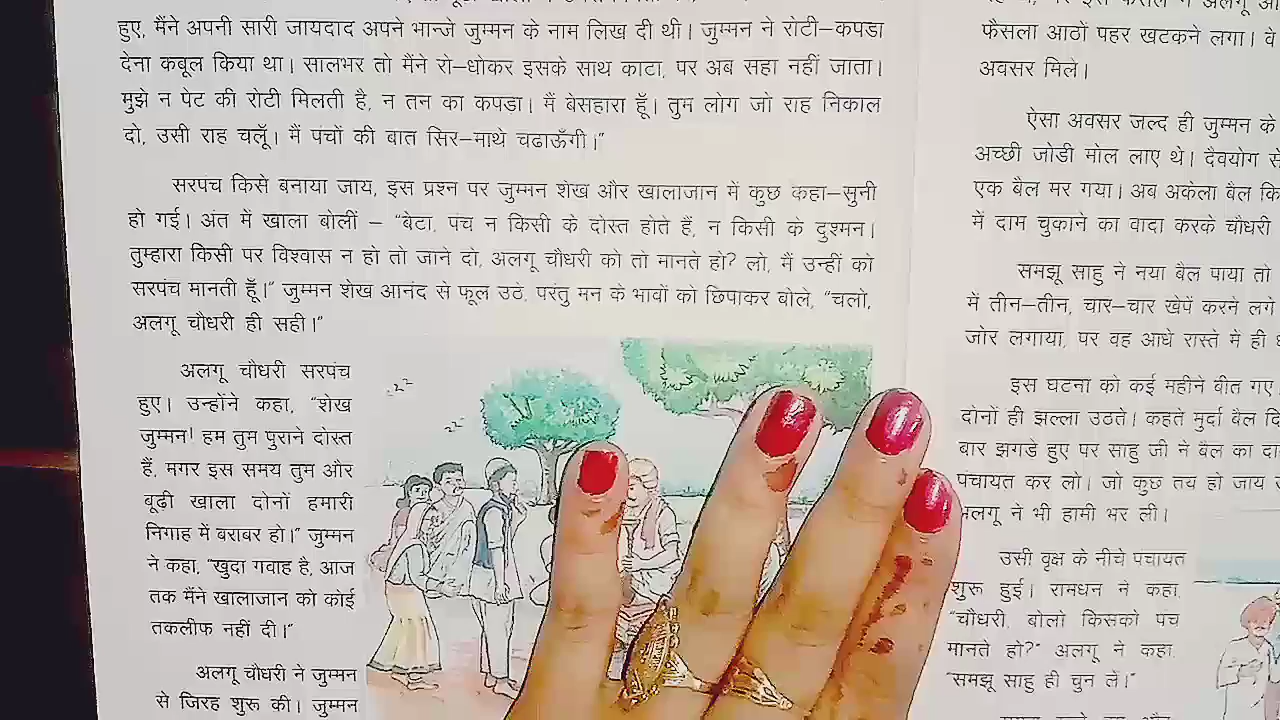 हुए, मैंने अपनी सारी जायदाद अपने भान्जे जुम्मन के नाम लिख दी थी। जुम्मन ने रोटी–कपडा
देना कबूल किया था। सालभर तो मैंने रो–धोकर इसके साथ काटा, पर अब सहा नहीं जाता।
मुझे न पेट की रोटी मिलती है, न तन का कपड़ा। मैं बेसहारा हूँ। तुम लोग जो राह निकाल
दो, उसी राह चलूँ। मैं पंचों की बात सिर–माथे चढाऊँगी।"
सरपंच किसे बनाया जाय, इस प्रश्न पर जुम्मन शेख और खालाजान में कुछ कहा–सुनी
हो गई। अंत में खाला बोलीं – "बेटा, पंच न किसी के दोस्त होते हैं, न किसी के दुश्मन।
तुम्हारा किसी पर विश्वास न हो तो जाने दो, अलगू चौधरी को तो मानते हो? लो, मैं उन्हीं को
सरपंच मानती हूँ।" जुम्मन शेख आनंद से फूल उठे, परंतु मन के भावों को छिपाकर बोले, "चलो,
अलगू चौधरी ही सही।"
अलगू चौधरी सरपंच
हुए। उन्होंने कहा, "शेख
जुम्मन! हम तुम पुराने दोस्त
हैं, मगर इस समय तुम और
बूढ़ी खाला दोनों हमारी
निगाह में बराबर हो।" जुम्मन
ने कहा, "खुदा गवाह है, आज
तक मैंने खालाजान को कोई
तकलीफ नहीं दी।"
अलगू चौधरी ने जुम्मन
से जिरह शुरू की। जुम्मन
फैसला आठों पहर खटकने लगा। वे
अवसर मिले।
ऐसा अवसर जल्द ही जुम्मन के
अच्छी जोडी मोल लाए थे। दैवयोग से
एक बैल मर गया। अब अकेला बैल
में दाम चुकाने का वादा करके चौधरी
समझू साहु ने नया बैल पाया तो
में तीन–तीन, चार–चार खेपें करने लगे
जोर लगाया, पर वह आधे रास्ते में ही
इस घटना को कई महीने बीत गए
दोनों ही झल्ला उठते। कहते मुर्दा बैल
बार झगडे हुए पर साहु जी ने बैल का
पंचायत कर लो। जो कुछ तय हो जाय
अलगू ने भी हामी भर ली।
उसी वृक्ष के नीचे पंचायत
शुरू हुई। रामधन ने कहा,
"चौधरी, बोलो किसको पंच
मानते हो?" अलगू ने कहा,
"समझू साहु ही चुन लें।"